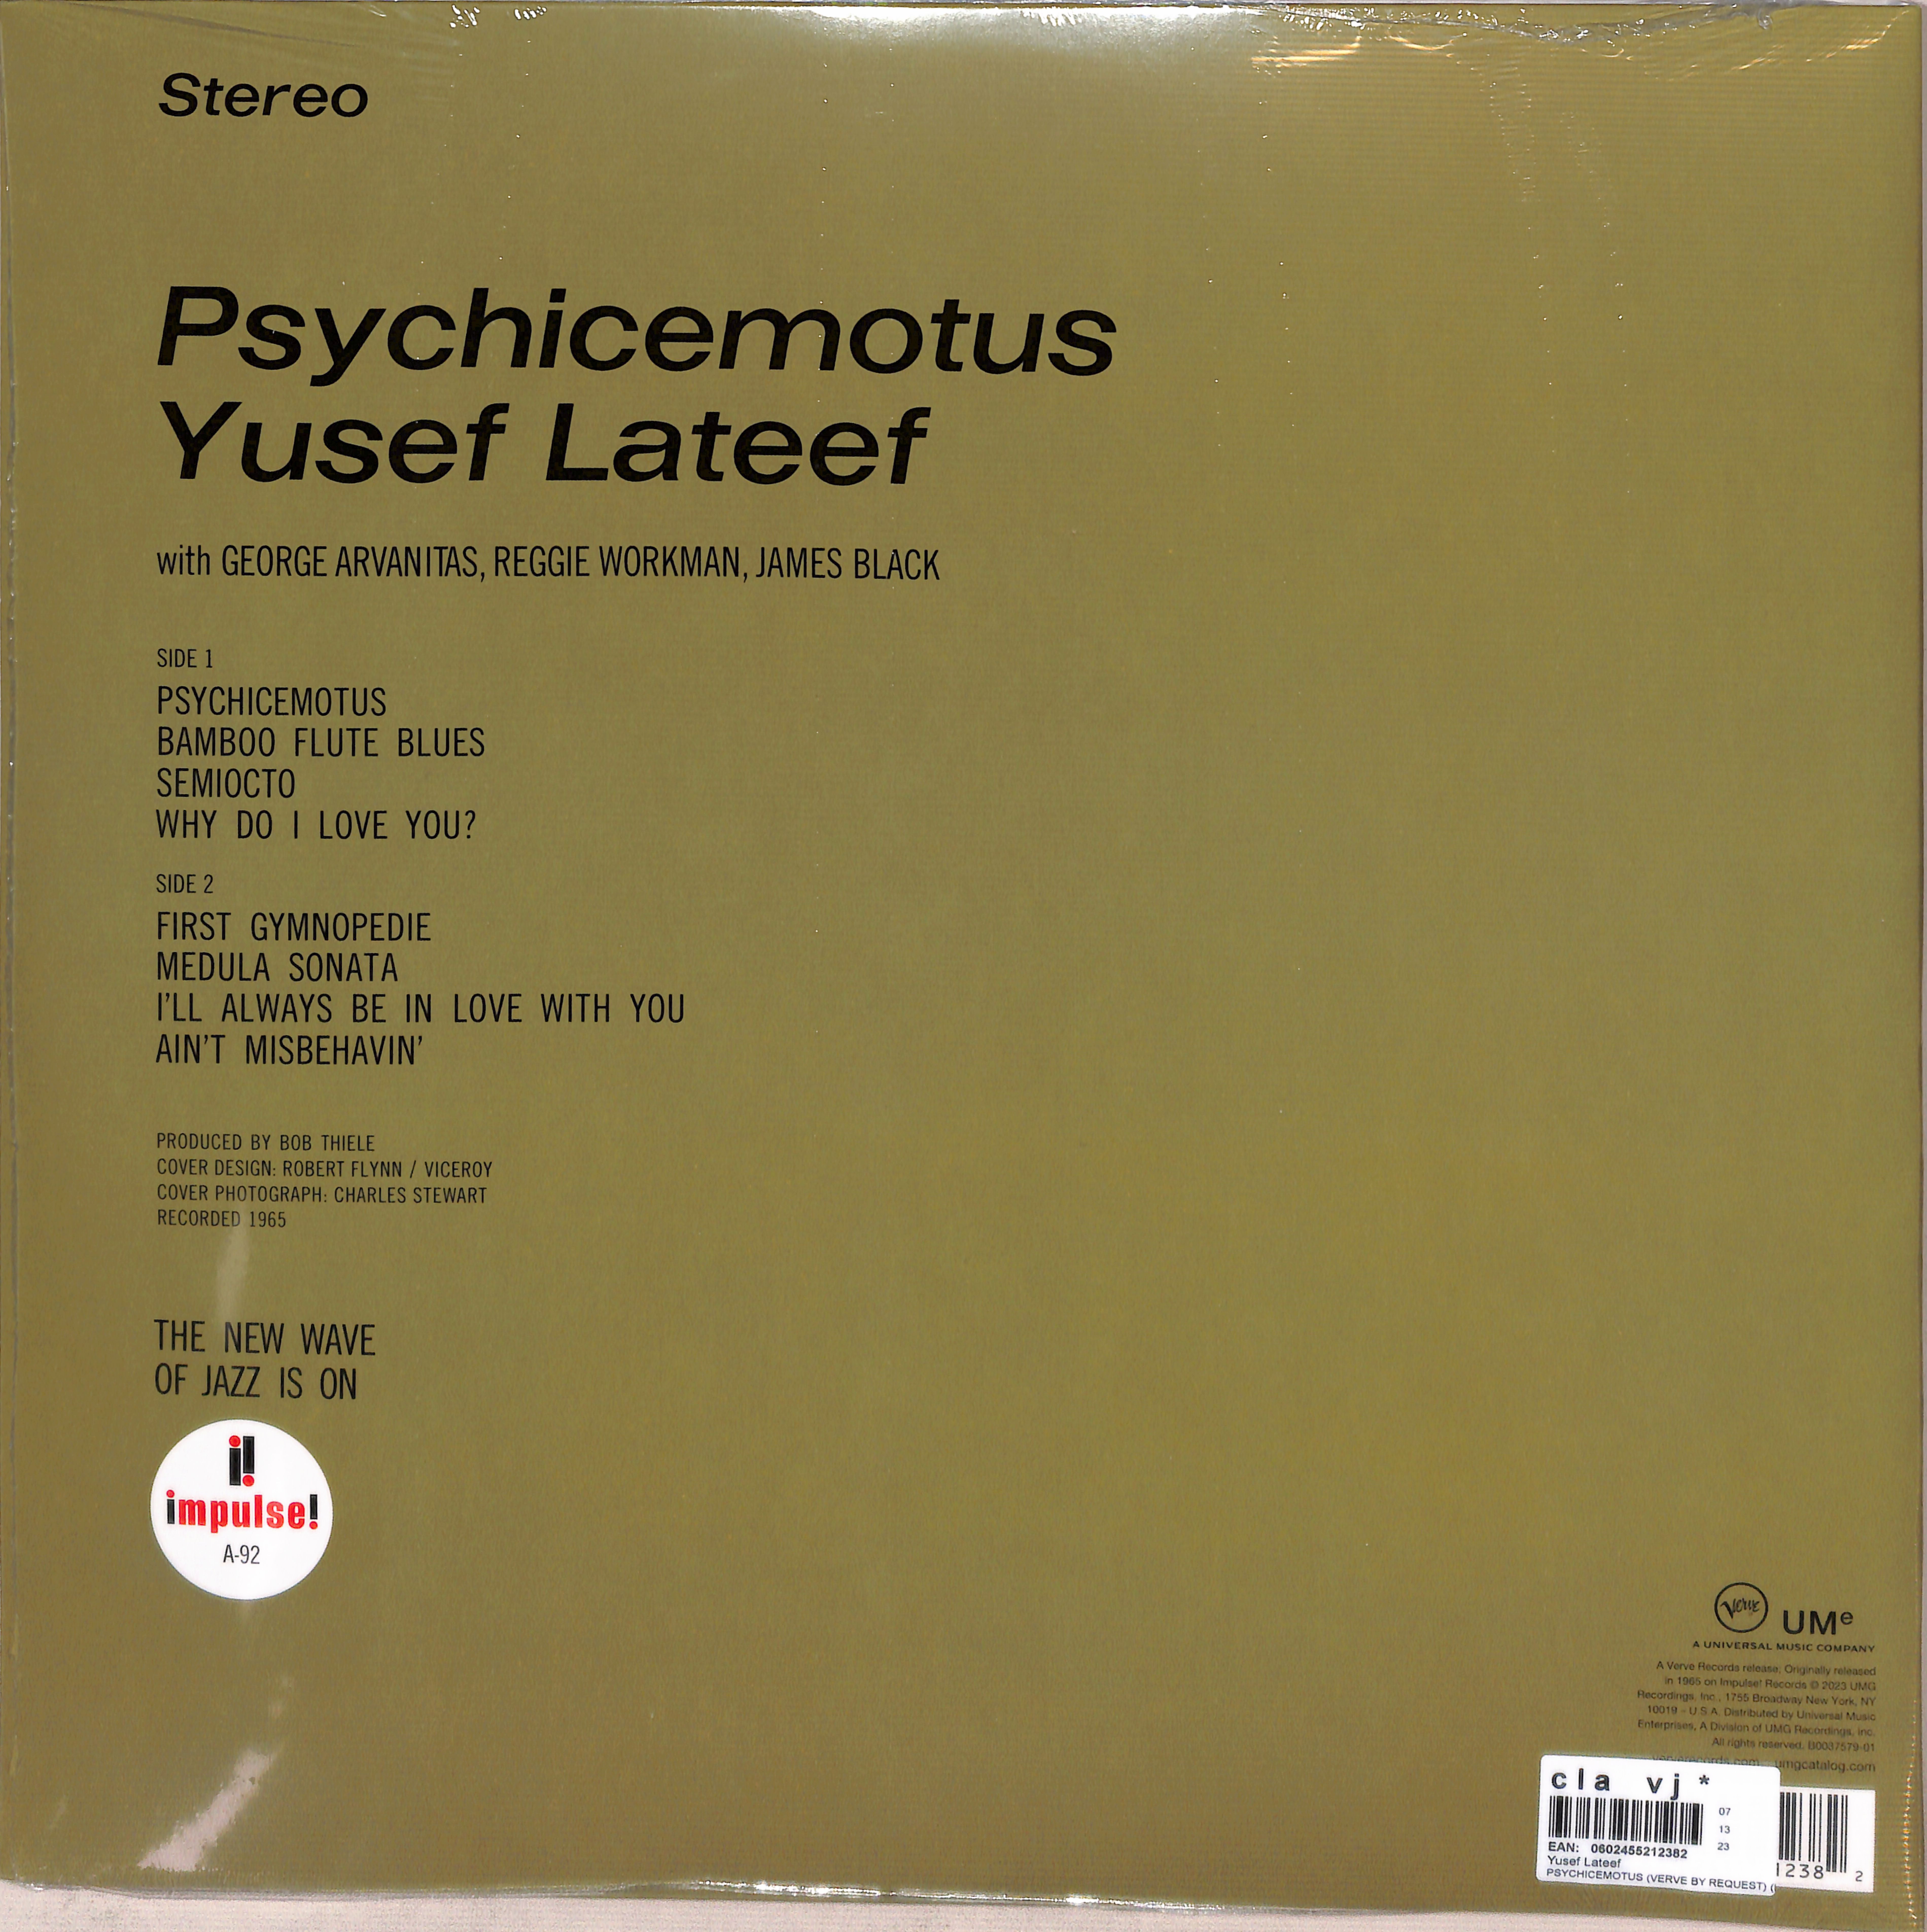 Stereo
Psychicemotus
Yusef Lateef
with GEORGE ARVANITAS, REGGIE WORKMAN, JAMES BLACK
SIDE 1
PSYCHICEMOTUS
BAMBOO FLUTE BLUES
SEMIOCTO
WHY DO I LOVE YOU?
SIDE 2
FIRST GYMNOPEDIE
MEDULA SONATA
I'LL ALWAYS BE IN LOVE WITH YOU
AIN'T MISBEHAVIN'
PRODUCED BY BOB THIELE
COVER DESIGN: ROBERT FLYNN / VICEROY
COVER PHOTOGRAPH: CHARLES STEWART
RECORDED 1965
THE NEW WAVE
OF JAZZ IS ON
i!
impulse!
A-92
Verve UMe
A UNIVERSAL MUSIC COMPANY
A Verve Records release; Originally released
in 1965 on Impulse! Records © 2023 UMG
Recordings, Inc., 1755 Broadway New York, NY
10019 - U.S.A. Distributed by Universal Music
Enterprises, A Division of UMG Recordings, Inc.
All rights reserved. B0037579-01
ververecords.com umgcatalog.com
cla vj *
07
13
23
EAN: 0602455212382
Yusef Lateef
PSYCHICEMOTUS (VERVE BY REQUEST) (
1238 2